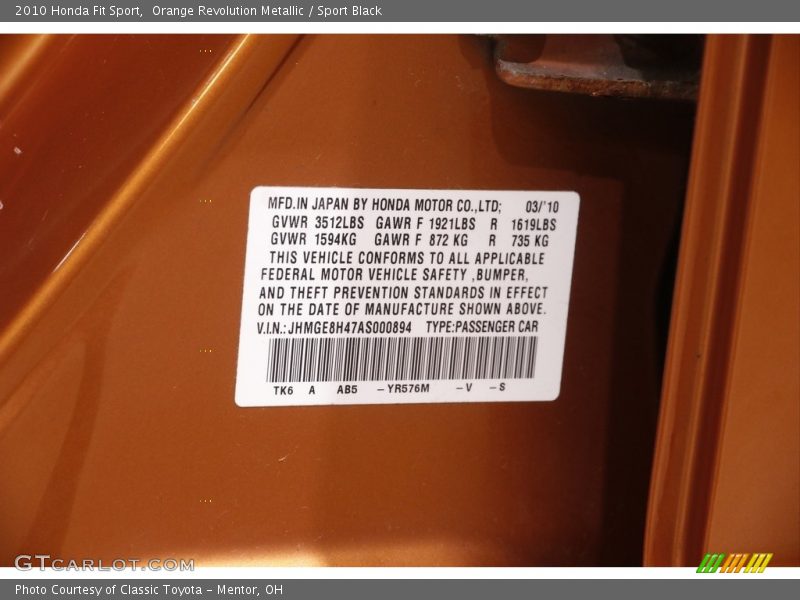 2010 Honda Fit Sport,  Orange Revolution Metallic / Sport Black
MFD.IN JAPAN BY HONDA MOTOR CO.,LTD; 03/'10
GVWR 3512LBS GAWR F 1921LBS R 1619LBS
GVWR 1594KG GAWR F 872 KG R 735 KG
THIS VEHICLE CONFORMS TO ALL APPLICABLE
FEDERAL MOTOR VEHICLE SAFETY ,BUMPER,
AND THEFT PREVENTION STANDARDS IN EFFECT
ON THE DATE OF MANUFACTURE SHOWN ABOVE.
V.I.N.: JHMGE8H47AS000894 TYPE:PASSENGER CAR
TK6 A AB5 -YR576M -V -S
GTCARLOT.COM
Photo Courtesy of Classic Toyota - Mentor, OH